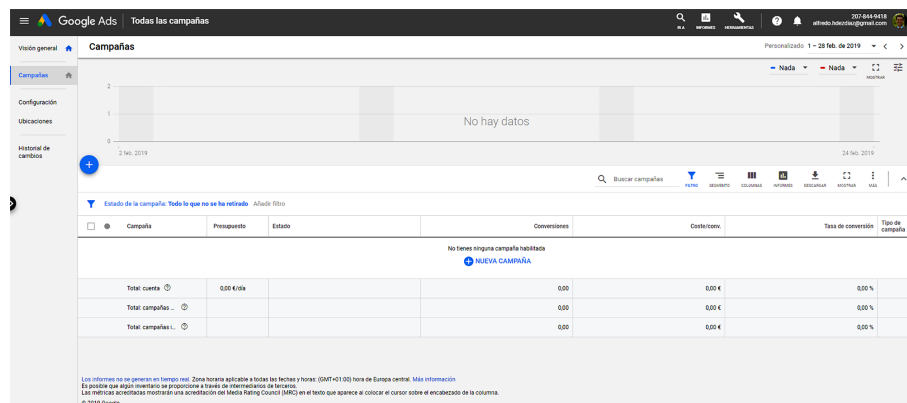 Google Ads Todas las campañas
IR A INFORMES HERRAMIENTAS
207-844-9418
alfredo.hdezdiaz@gmail.com
Visión general
Campañas
Configuración
Ubicaciones
Historial de
cambios
Campañas
Personalizado 1 – 28 feb. de 2019
Nada Nada MOSTRAR
2
1
0
No hay datos
2 feb. 2019 24 feb. 2019
Buscar campañas FILTRO SEGMENTO COLUMNAS INFORMES DESCARGAR MOSTRAR MÁS
Estado de la campaña: Todo lo que no se ha retirado Añadir filtro
Campaña Presupuesto Estado Conversiones Coste/conv. Tasa de conversión Tipo de
campaña
No tienes ninguna campaña habilitada
NUEVA CAMPAÑA
Total: cuenta 0,00 €/día 0,00 0,00 € 0,00 %
Total: campañas ... 0,00 0,00 € 0,00 %
Total: campañas i... 0,00 0,00 € 0,00 %
Los informes no se generan en tiempo real. Zona horaria aplicable a todas las fechas y horas: (GMT+01:00) hora de Europa central. Más información
Es posible que algún inventario se proporcione a través de intermediarios de terceros.
Las métricas acreditadas mostrarán una acreditación del Media Rating Council (MRC) en el texto que aparece al colocar el cursor sobre el encabezado de la columna.
© 2019 Google